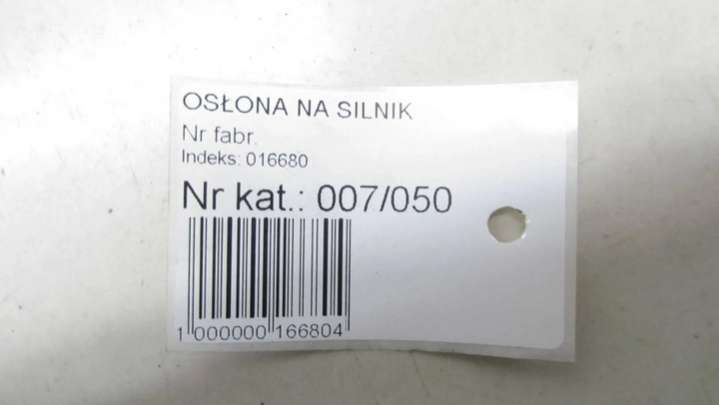 OSŁONA NA SILNIK
Nr fabr.
Indeks: 016680
Nr kat.: 007/050
1 000000 166804